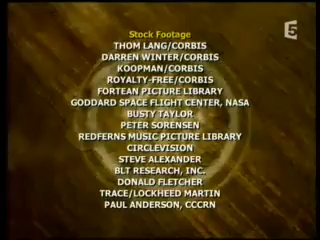 5
Stock Footage
THOM LANG/CORBIS
DARREN WINTER/CORBIS
KOOPMAN/CORBIS
ROYALTY-FREE/CORBIS
FORTEAN PICTURE LIBRARY
GODDARD SPACE FLIGHT CENTER, NASA
BUSTY TAYLOR
PETER SORENSEN
REDFERNS MUSIC PICTURE LIBRARY
CIRCLEVISION
STEVE ALEXANDER
BLT RESEARCH, INC.
DONALD FLETCHER
TRACE/LOCKHEED MARTIN
PAUL ANDERSON, CCCRN